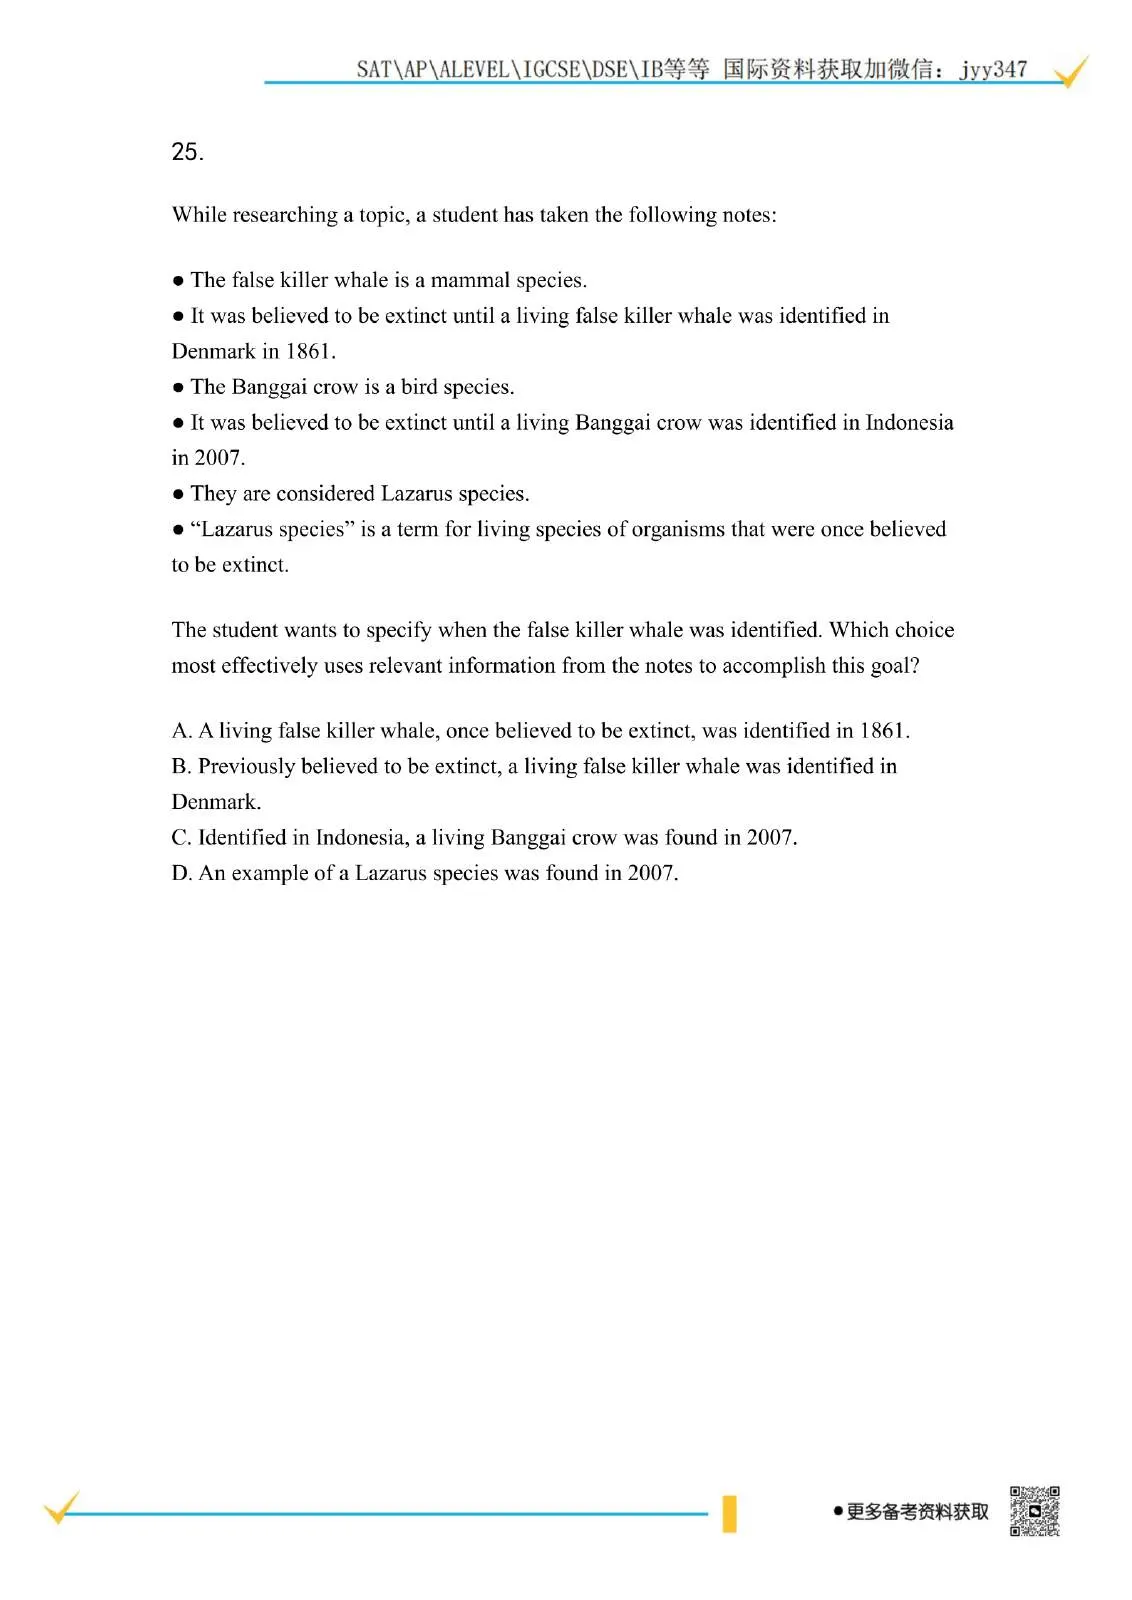 SAT\AP\ALEVEL\IGCSE\DSE\IB等等 国际资料获取加微信：jyy347
25.
While researching a topic, a student has taken the following notes:
● The false killer whale is a mammal species.
● It was believed to be extinct until a living false killer whale was identified in
Denmark in 1861.
● The Banggai crow is a bird species.
● It was believed to be extinct until a living Banggai crow was identified in Indonesia
in 2007.
● They are considered Lazarus species.
● “Lazarus species” is a term for living species of organisms that were once believed
to be extinct.
The student wants to specify when the false killer whale was identified. Which choice
most effectively uses relevant information from the notes to accomplish this goal?
A. A living false killer whale, once believed to be extinct, was identified in 1861.
B. Previously believed to be extinct, a living false killer whale was identified in
Denmark.
C. Identified in Indonesia, a living Banggai crow was found in 2007.
D. An example of a Lazarus species was found in 2007.
●更多备考资料获取